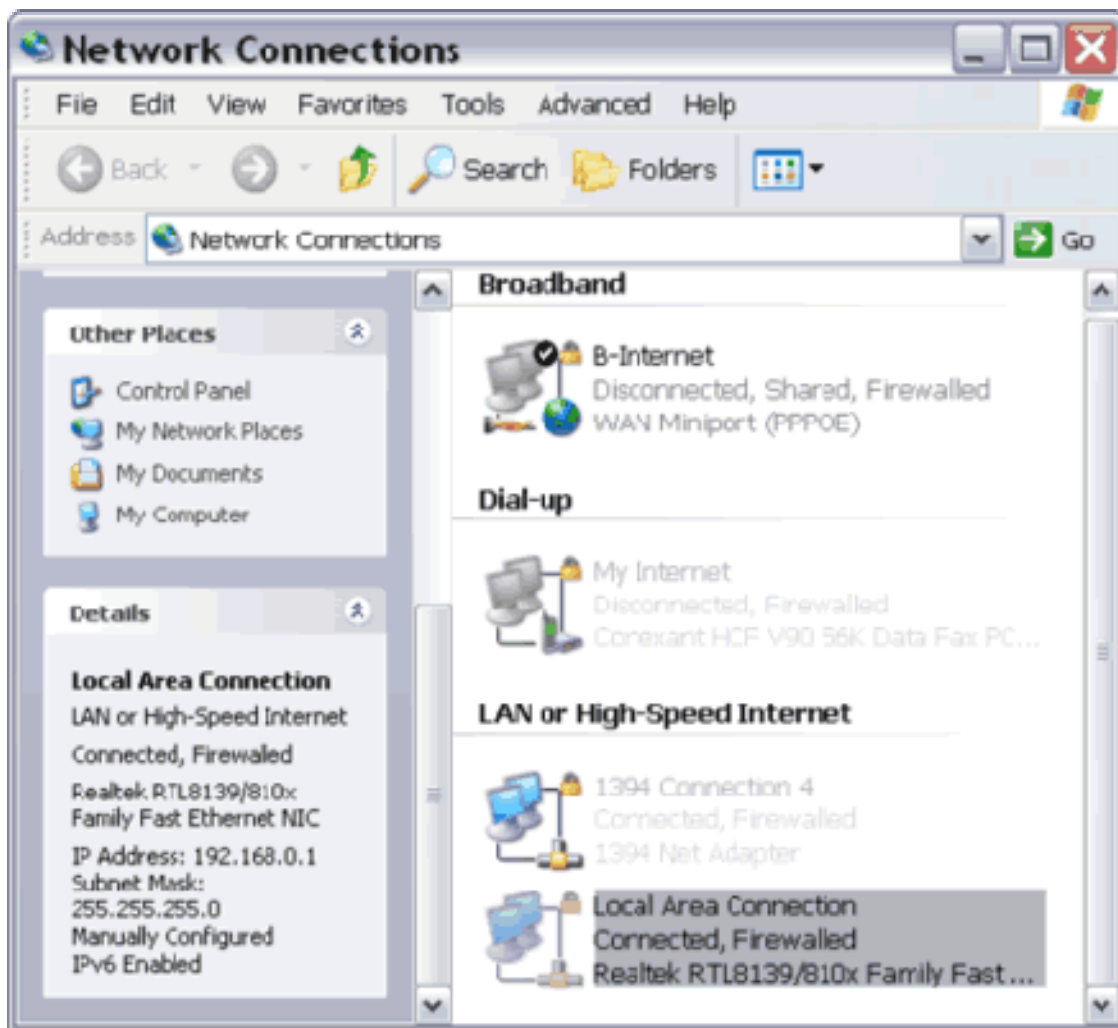 Network Connections
File Edit View Favorites Tools Advanced Help
Back Search Folders
Address Network Connections Go
Other Places
Control Panel
My Network Places
My Documents
My Computer
Details
Local Area Connection
LAN or High-Speed Internet
Connected, Firewalled
Realtek RTL8139/810x
Family Fast Ethernet NIC
IP Address: 192.168.0.1
Subnet Mask:
255.255.255.0
Manually Configured
IPv6 Enabled
Broadband
B-Internet
Disconnected, Shared, Firewalled
WAN Miniport (PPPOE)
Dial-up
My Internet
Disconnected, Firewalled
Conexant HCF V90 56K Data Fax PC...
LAN or High-Speed Internet
1394 Connection 4
Connected, Firewalled
1394 Net Adapter
Local Area Connection
Connected, Firewalled
Realtek RTL8139/810x Family Fast ...